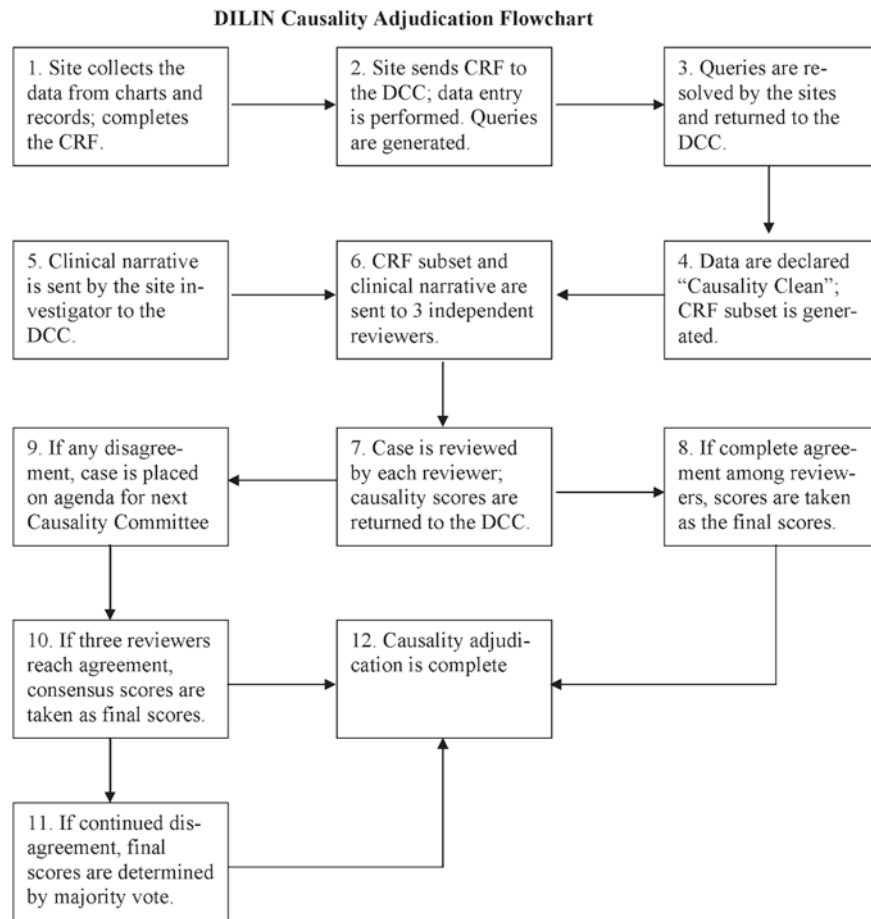 DILIN Causality Adjudication Flowchart
1. Site collects the
data from charts and
records; completes
the CRF.
2. Site sends CRF to
the DCC; data entry
is performed. Queries
are generated.
3. Queries are re-
solved by the sites
and returned to the
DCC.
5. Clinical narrative
is sent by the site in-
vestigator to the
DCC.
6. CRF subset and
clinical narrative are
sent to 3 independent
reviewers.
4. Data are declared
“Causality Clean”;
CRF subset is gener-
ated.
9. If any disagree-
ment, case is placed
on agenda for next
Causality Committee
7. Case is reviewed
by each reviewer;
causality scores are
returned to the DCC.
8. If complete agree-
ment among review-
ers, scores are taken
as the final scores.
10. If three reviewers
reach agreement,
consensus scores are
taken as final scores.
12. Causality adjudi-
cation is complete
11. If continued dis-
agreement, final
scores are determined
by majority vote.